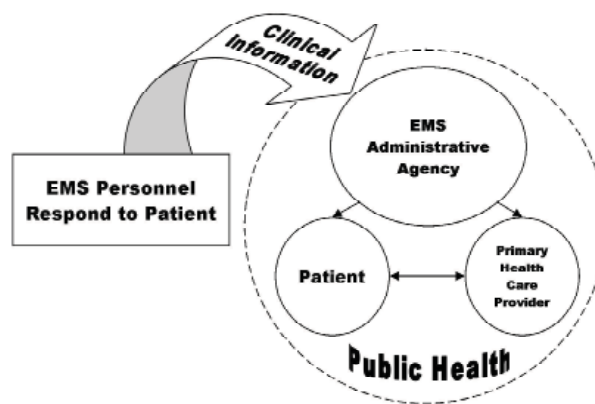 Clinical
Information
EMS Personnel
Respond to Patient
EMS
Administrative
Agency
Patient
Primary
Health
Care
Provider
Public Health